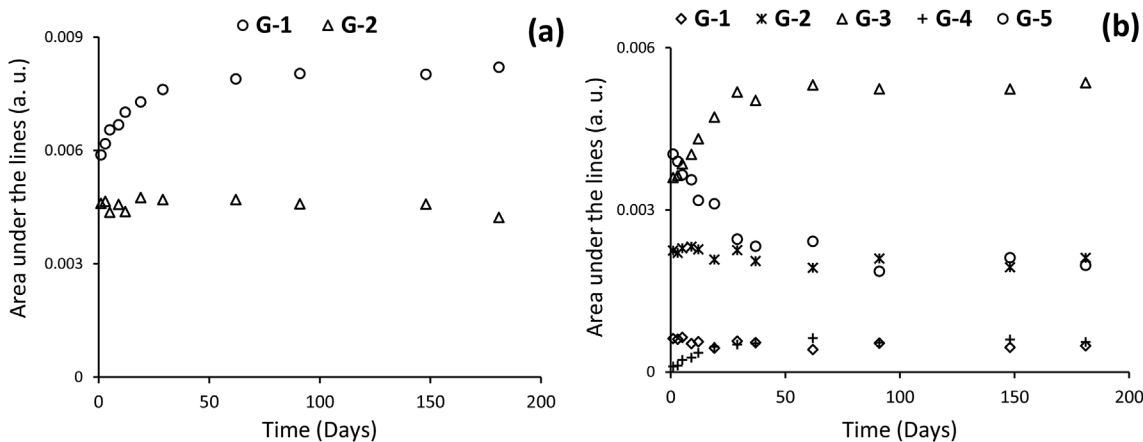 G-1 G-2
(a)
0.009
0.006
0.003
0
0 50 100 150 200
Area under the lines (a. u.)
Time (Days)
G-1 G-2 G-3 G-4 G-5
(b)
0.006
0.003
0
0 50 100 150 200
Area under the lines (a. u.)
Time (Days)